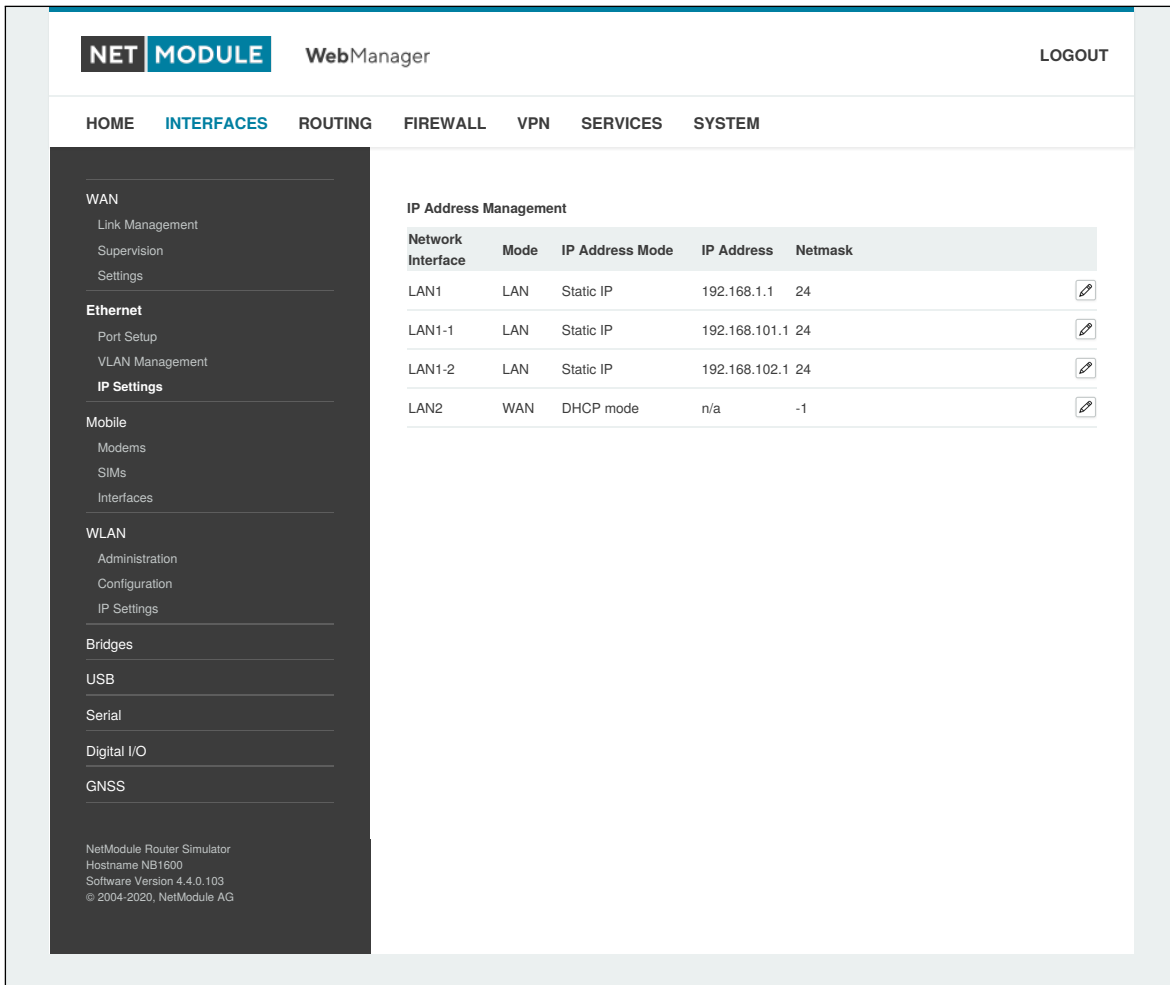 NET MODULE WebManager LOGOUT
HOME INTERFACES ROUTING FIREWALL VPN SERVICES SYSTEM
WAN
Link Management
Supervision
Settings
Ethernet
Port Setup
VLAN Management
IP Settings
Mobile
Modems
SIMs
Interfaces
WLAN
Administration
Configuration
IP Settings
Bridges
USB
Serial
Digital I/O
GNSS
NetModule Router Simulator
Hostname NB1600
Software Version 4.4.0.103
© 2004-2020, NetModule AG
IP Address Management
Network Interface Mode IP Address Mode IP Address Netmask
LAN1 LAN Static IP 192.168.1.1 24
LAN1-1 LAN Static IP 192.168.101.1 24
LAN1-2 LAN Static IP 192.168.102.1 24
LAN2 WAN DHCP mode n/a -1